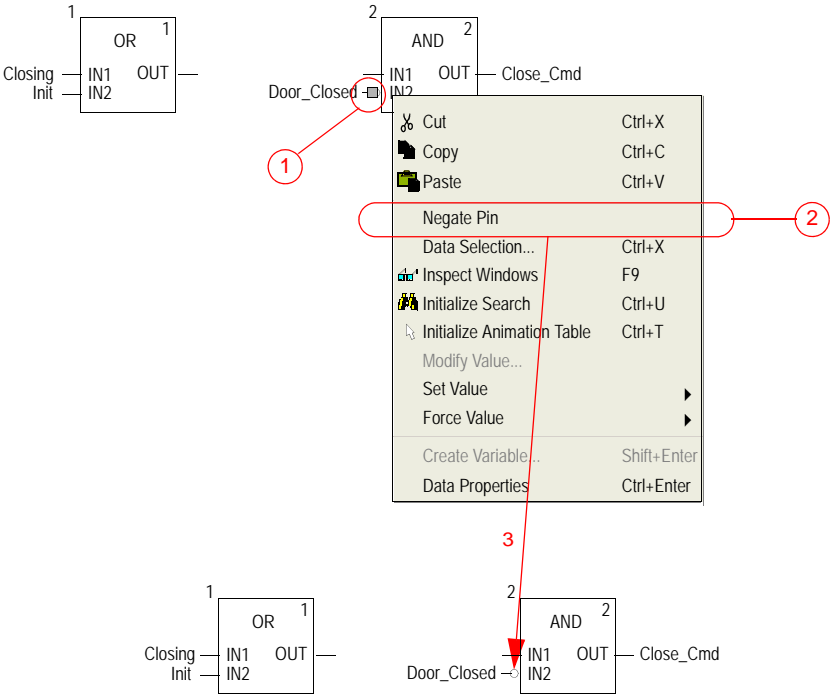 1
2
OR
1
AND
2
Closing
IN1
OUT
IN1
OUT
Close_Cmd
Init
IN2
Door_Closed
IN2
1
Cut Ctrl+X
Copy Ctrl+C
Paste Ctrl+V
Negate Pin
2
Data Selection... Ctrl+X
Inspect Windows F9
Initialize Search Ctrl+U
Initialize Animation Table Ctrl+T
Modify Value...
Set Value
Force Value
Create Variable... Shift+Enter
Data Properties Ctrl+Enter
3
1
2
OR
1
AND
2
Closing
IN1
OUT
IN1
OUT
Close_Cmd
Init
IN2
Door_Closed
IN2